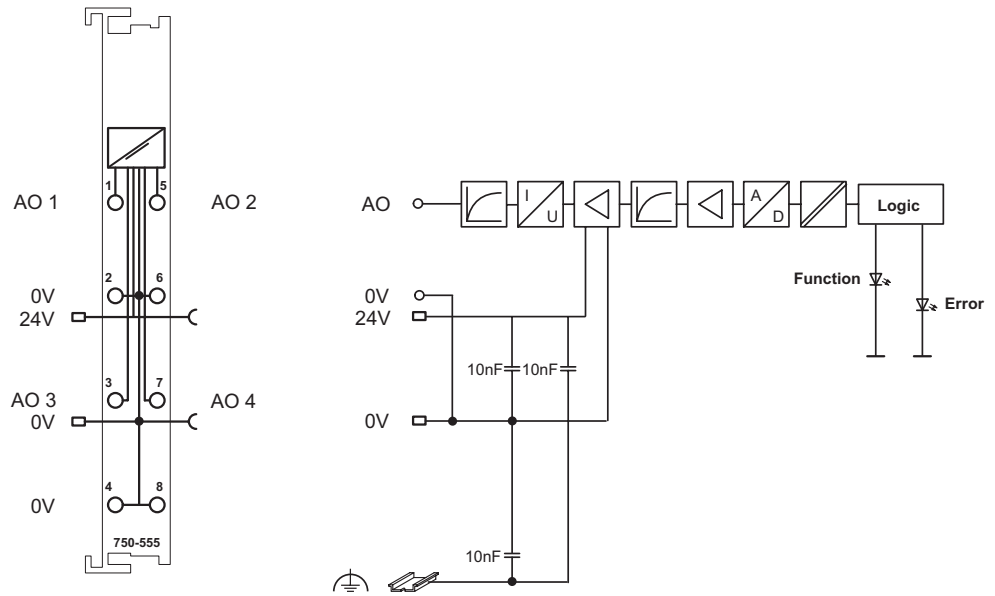 1
5
AO 1
AO 2
2
6
0V
24V
3
7
AO 3
AO 4
0V
4
8
0V
750-555
AO
I
U
A
D
Logic
Function
Error
0V
24V
10nF
10nF
0V
10nF